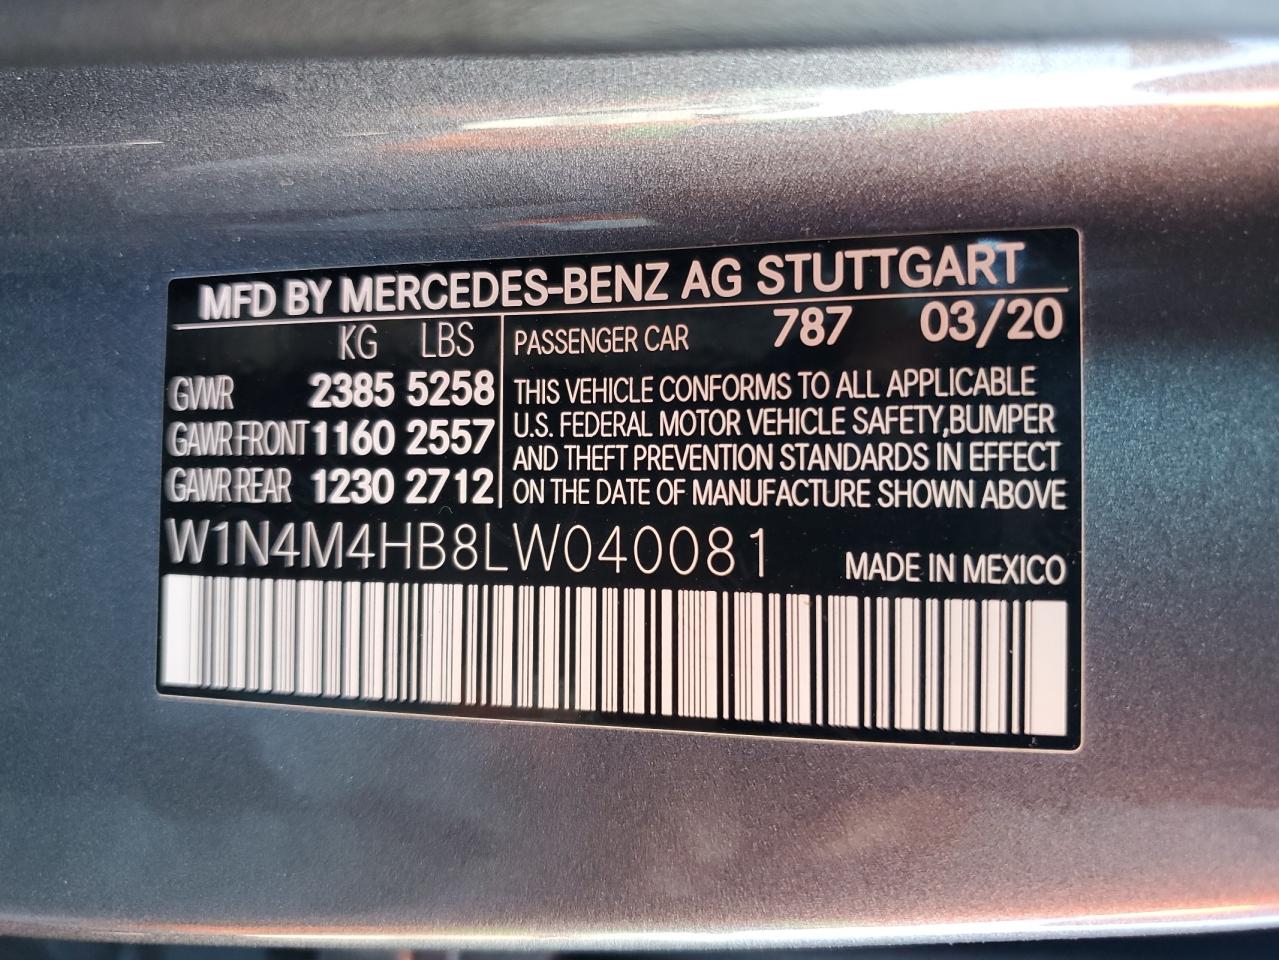 MFD BY MERCEDES-BENZ AG STUTTGART
KG LBS
GVWR 2385 5258
GAWR FRONT 1160 2557
GAWR REAR 1230 2712
PASSENGER CAR 787 03/20
THIS VEHICLE CONFORMS TO ALL APPLICABLE
U.S. FEDERAL MOTOR VEHICLE SAFETY,BUMPER
AND THEFT PREVENTION STANDARDS IN EFFECT
ON THE DATE OF MANUFACTURE SHOWN ABOVE
W1N4M4HB8LW040081
MADE IN MEXICO